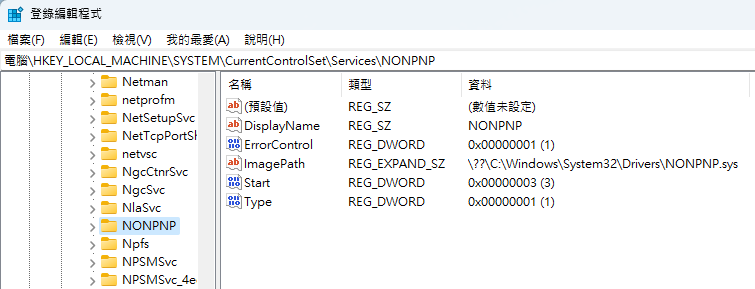 登錄編輯程式
檔案(F) 編輯(E) 檢視(V) 我的最愛(A) 說明(H)
電腦\HKEY_LOCAL_MACHINE\SYSTEM\CurrentControlSet\Services\NONPNP
Netman
netprofm
NetSetupSvc
NetTcpPortSh
netvsc
NgcCtnrSvc
NgcSvc
NlaSvc
NONPNP
Npfs
NPSMSvc
NPSMSvc_4e
名稱 類型 資料
(預設值) REG_SZ (數值未設定)
DisplayName REG_SZ NONPNP
ErrorControl REG_DWORD 0x00000001 (1)
ImagePath REG_EXPAND_SZ \??\C:\Windows\System32\Drivers\NONPNP.sys
Start REG_DWORD 0x00000003 (3)
Type REG_DWORD 0x00000001 (1)